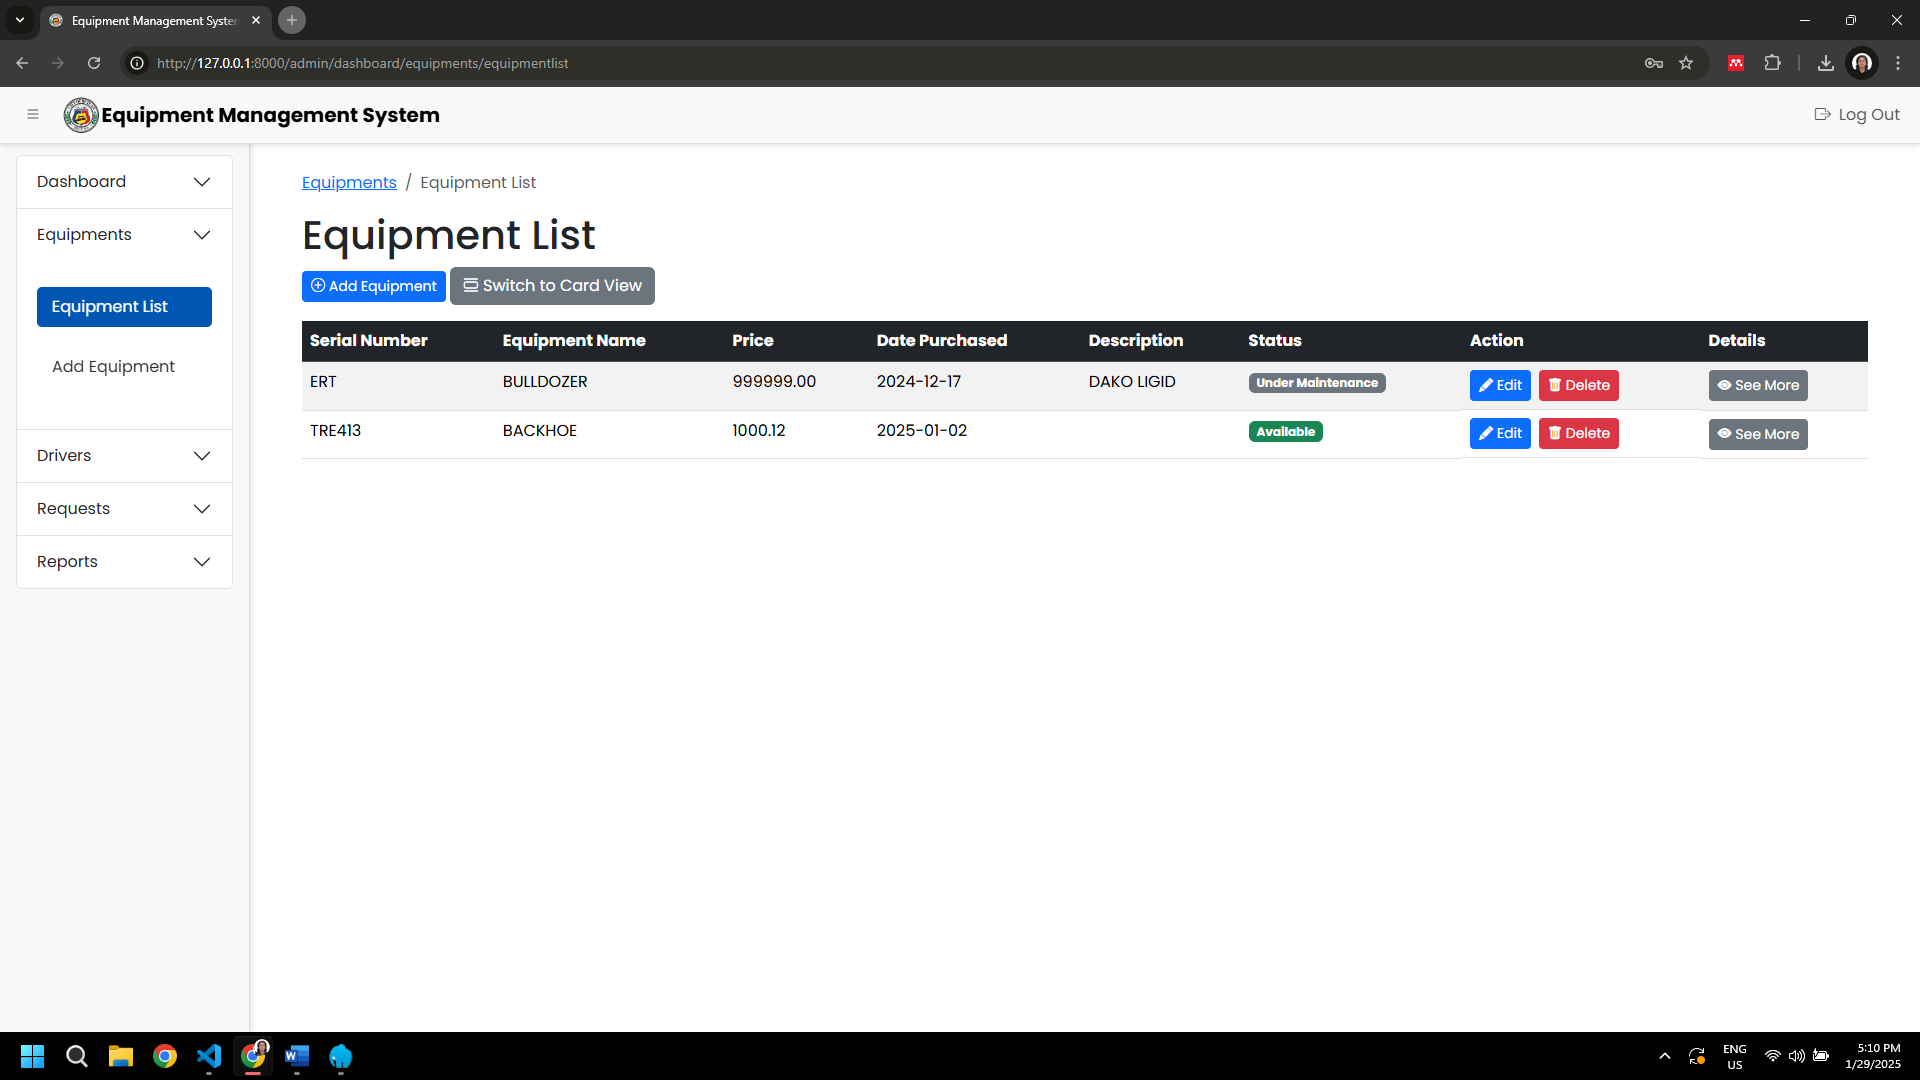 Equipment Management System
http://127.0.0.1:8000/admin/dashboard/equipments/equipmentlist
Equipment Management System
Log Out
Dashboard
Equipments
Equipment List
Add Equipment
Drivers
Requests
Reports
Equipments / Equipment List
Equipment List
Add Equipment Switch to Card View
Serial Number Equipment Name Price Date Purchased Description Status Action Details
ERT BULLDOZER 999999.00 2024-12-17 DAKO LIGID Under Maintenance Edit Delete See More
TRE413 BACKHOE 1000.12 2025-01-02 Available Edit Delete See More
ENG
US
5:10 PM
1/29/2025